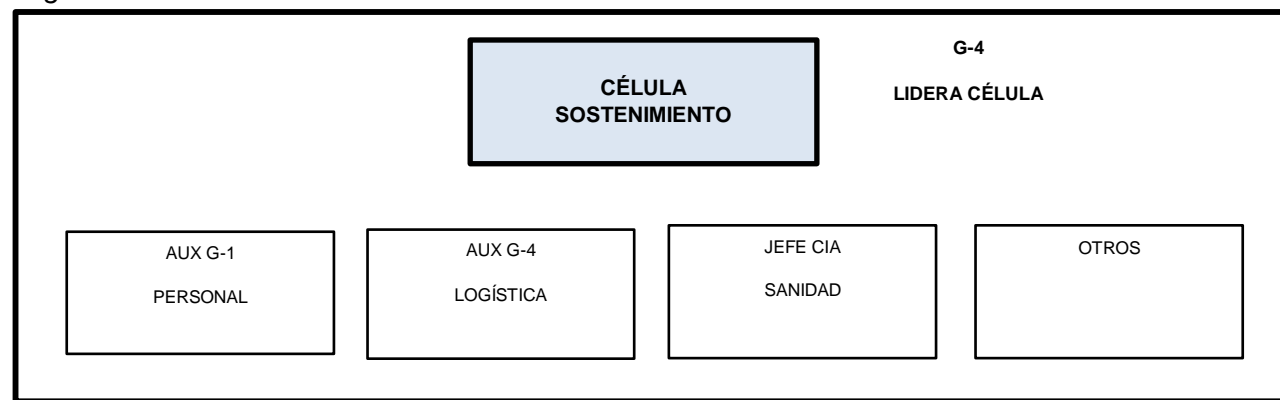 CÉLULA
SOSTENIMIENTO
G-4
LIDERA CÉLULA
AUX G-1
PERSONAL
AUX G-4
LOGÍSTICA
JEFE CIA
SANIDAD
OTROS